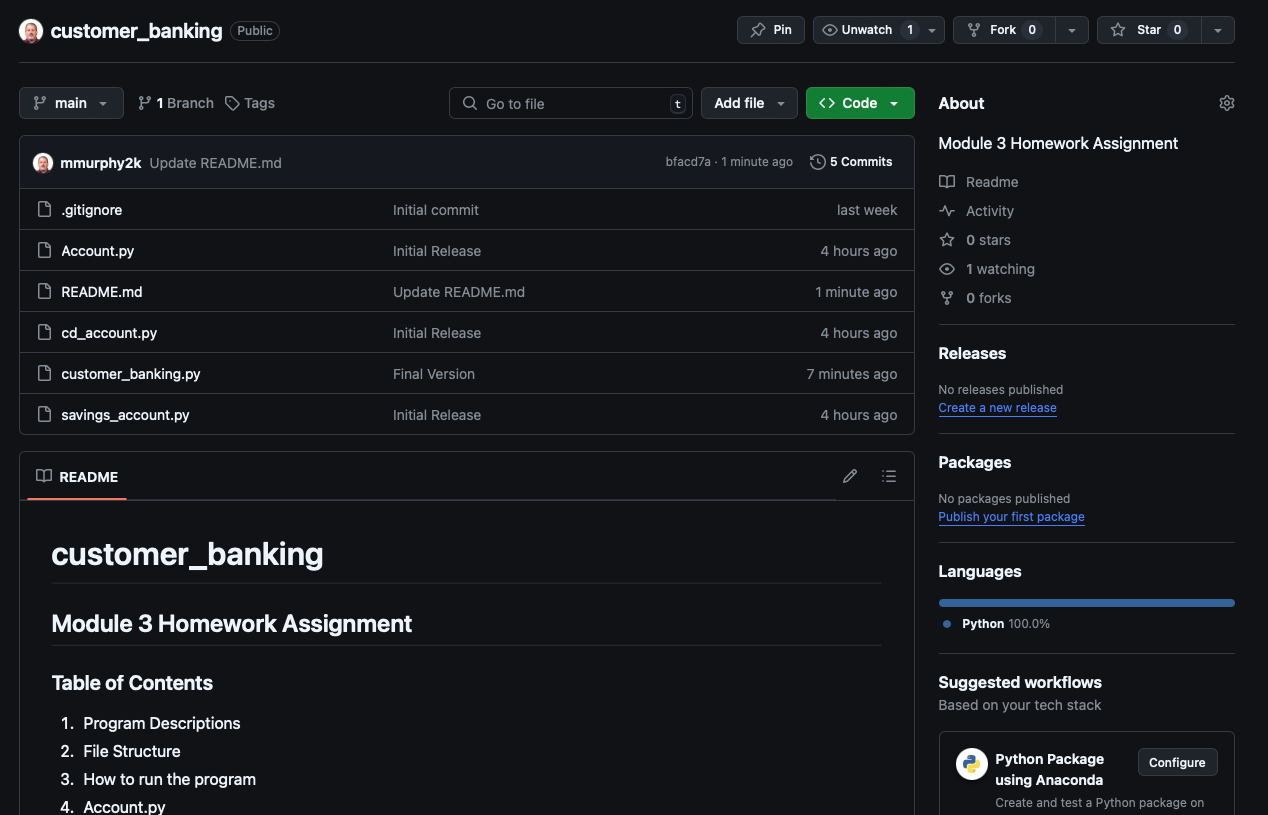 customer_banking Public Pin Unwatch 1 Fork 0 Star 0
main 1 Branch Tags Go to file t Add file Code
mmurphy2k Update README.md bfacd7a · 1 minute ago 5 Commits
.gitignore Initial commit last week
Account.py Initial Release 4 hours ago
README.md Update README.md 1 minute ago
cd_account.py Initial Release 4 hours ago
customer_banking.py Final Version 7 minutes ago
savings_account.py Initial Release 4 hours ago
README
customer_banking
Module 3 Homework Assignment
Table of Contents
1. Program Descriptions
2. File Structure
3. How to run the program
4. Account.py
About
Module 3 Homework Assignment
Readme
Activity
0 stars
1 watching
0 forks
Releases
No releases published
Create a new release
Packages
No packages published
Publish your first package
Languages
Python 100.0%
Suggested workflows
Based on your tech stack
Python Package
using Anaconda
Configure
Create and test a Python package on